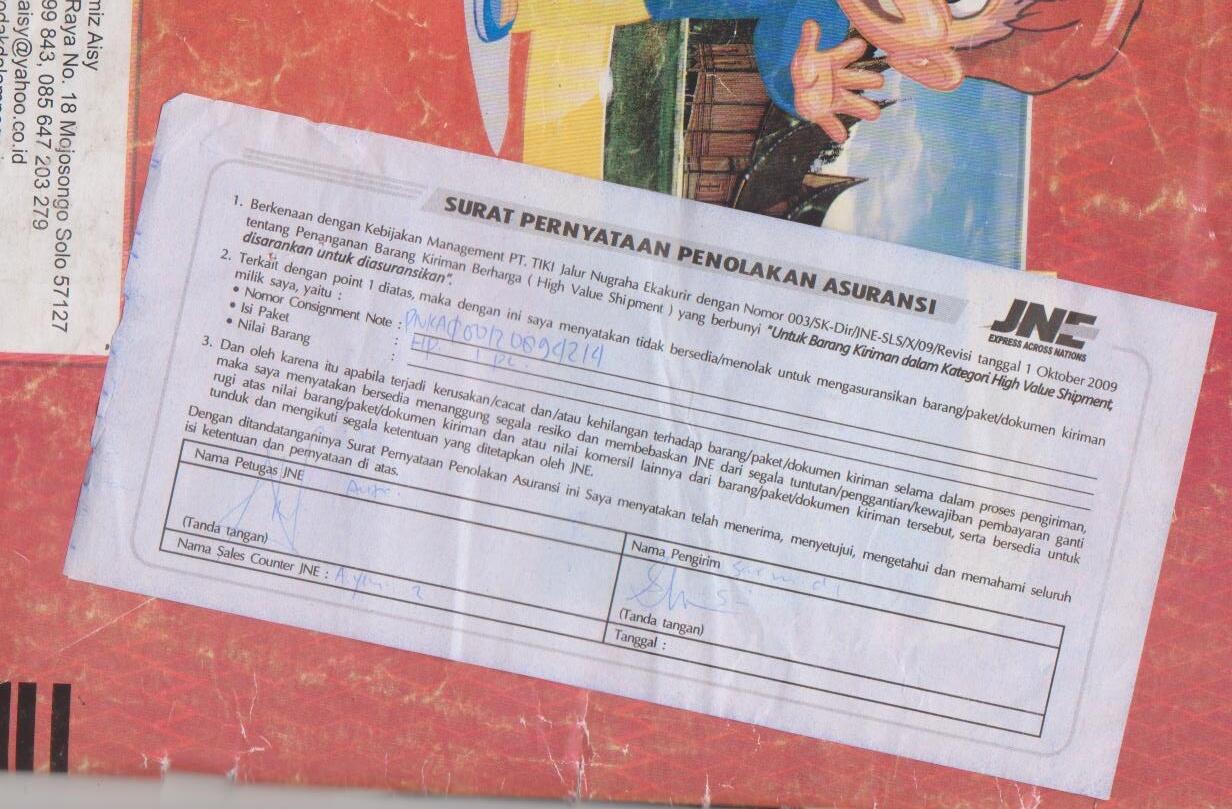 miz Aisy
Raya No. 18 Mojosongo Solo 57127
99 843, 085 647 203 279
aisy@yahoo.co.id
SURAT PERNYATAAN PENOLAKAN ASURANSI
JNE
EXPRESS ACROSS NATIONS
1. Berkenaan dengan Kebijakan Management PT. TIKI Jalur Nugraha Ekakurir dengan Nomor 003/SK-Dir/JNE-SLS/X/09/Revisi tanggal 1 Oktober 2009
tentang Penanganan Barang Kiriman Berharga ( High Value Shipment ) yang berbunyi "Untuk Barang Kiriman dalam Kategori High Value Shipment,
disarankan untuk diasuransikan".
2. Terkait dengan point 1 diatas, maka dengan ini saya menyatakan tidak bersedia/menolak untuk mengasuransikan barang/paket/dokumen kiriman
milik saya, yaitu :
• Nomor Consignment Note :
• Isi Paket : HP. 1 pc.
• Nilai Barang :
3. Dan oleh karena itu apabila terjadi kerusakan/cacat dan/atau kehilangan terhadap barang/paket/dokumen kiriman selama dalam proses pengiriman,
maka saya menyatakan bersedia menanggung segala resiko dan membebaskan JNE dari segala tuntutan/penggantian/kewajiban pembayaran ganti
rugi atas nilai barang/paket/dokumen kiriman dan atau nilai komersil lainnya dari barang/paket/dokumen kiriman tersebut, serta bersedia untuk
tunduk dan mengikuti segala ketentuan yang ditetapkan oleh JNE.
Dengan ditandatanganinya Surat Pernyataan Penolakan Asuransi ini Saya menyatakan telah menerima, menyetujui, mengetahui dan memahami seluruh
isi ketentuan dan pernyataan di atas.
Nama Petugas JNE
(Tanda tangan)
Nama Sales Counter JNE :
Nama Pengirim
(Tanda tangan)
Tanggal :